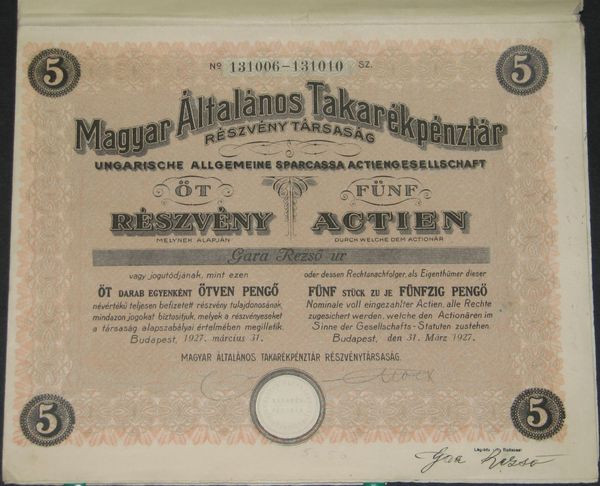 5 Nº 131006-131010 SZ. 5
Magyar Általános Takarékpénztár
RÉSZVÉNY TÁRSASÁG
UNGARISCHE ALLGEMEINE SPARCASSA ACTIENGESELLSCHAFT
ÖT FÜNF
RÉSZVÉNY ACTIEN
MELYNEK ALAPJÁN DURCH WELCHE DEM ACTIONÄR
Gara Rezső ur
vagy jogutódjának, mint ezen oder dessen Rechtsnachfolger, als Eigenthümer dieser
ÖT DARAB EGYENKÉNT ÖTVEN PENGŐ FÜNF STÜCK ZU JE FÜNFZIG PENGÖ
névértékű teljesen befizetett részvény tulajdonosának, Nominale voll eingezahlter Actien, alle Rechte
mindazon jogokat biztosítjuk, melyek a részvényeseket zugesichert werden, welche den Actionären im
a társaság alapszabályai értelmében megilletik. Sinne der Gesellschafts-Statuten zustehen.
Budapest, 1927. március 31. Budapest, den 31. März 1927.
MAGYAR ÁLTALÁNOS TAKARÉKPÉNZTÁR RÉSZVÉNYTÁRSASÁG.
5 5
Gara Rezső